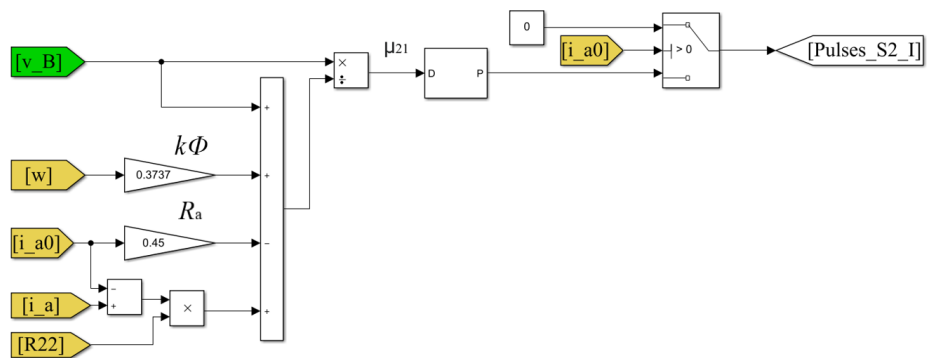 0
[v_B]
μ21
×
÷
D
P
[i_a0]
> 0
[Pulses_S2_I]
+
kΦ
[w]
0.3737
+
Ra
[i_a0]
0.45
−
−
+
[i_a]
×
+
[R22]